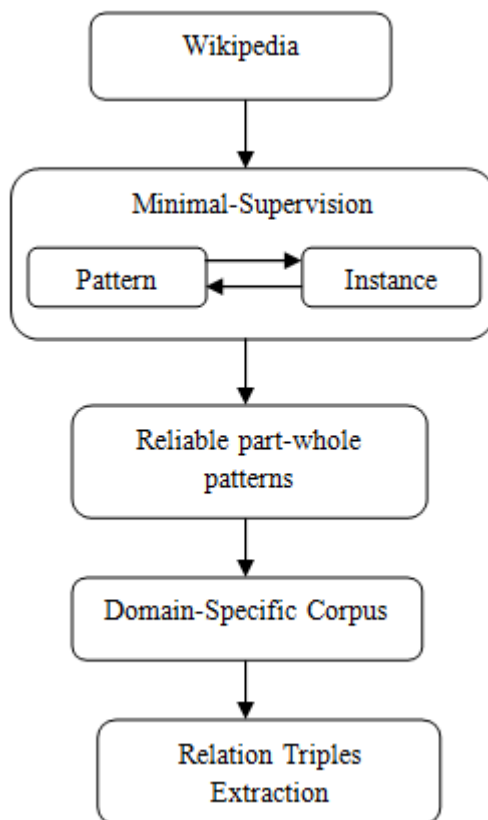 Wikipedia
Minimal-Supervision
Pattern
Instance
Reliable part-whole
patterns
Domain-Specific Corpus
Relation Triples
Extraction